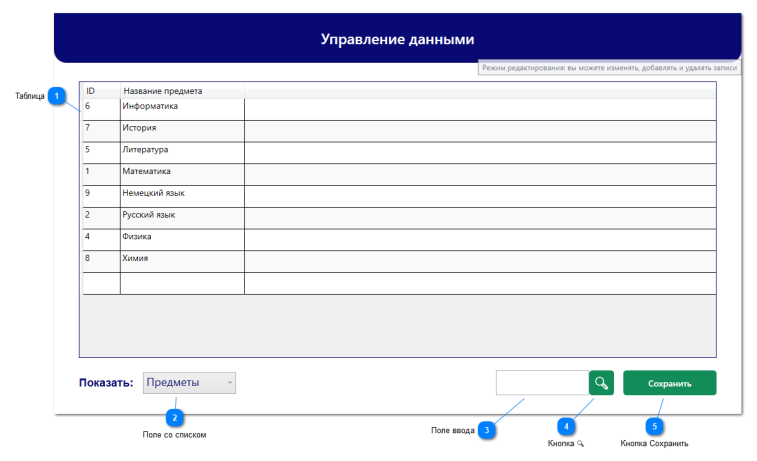 Управление данными
Режим редактирования: вы можете изменять, добавлять и удалять записи
Таблица 1
ID Название предмета
6 Информатика
7 История
5 Литература
1 Математика
9 Немецкий язык
2 Русский язык
4 Физика
8 Химия
Показать: Предметы
Сохранить
2
Поле со списком
Поле ввода 3
4
Кнопка
5
Кнопка Сохранить